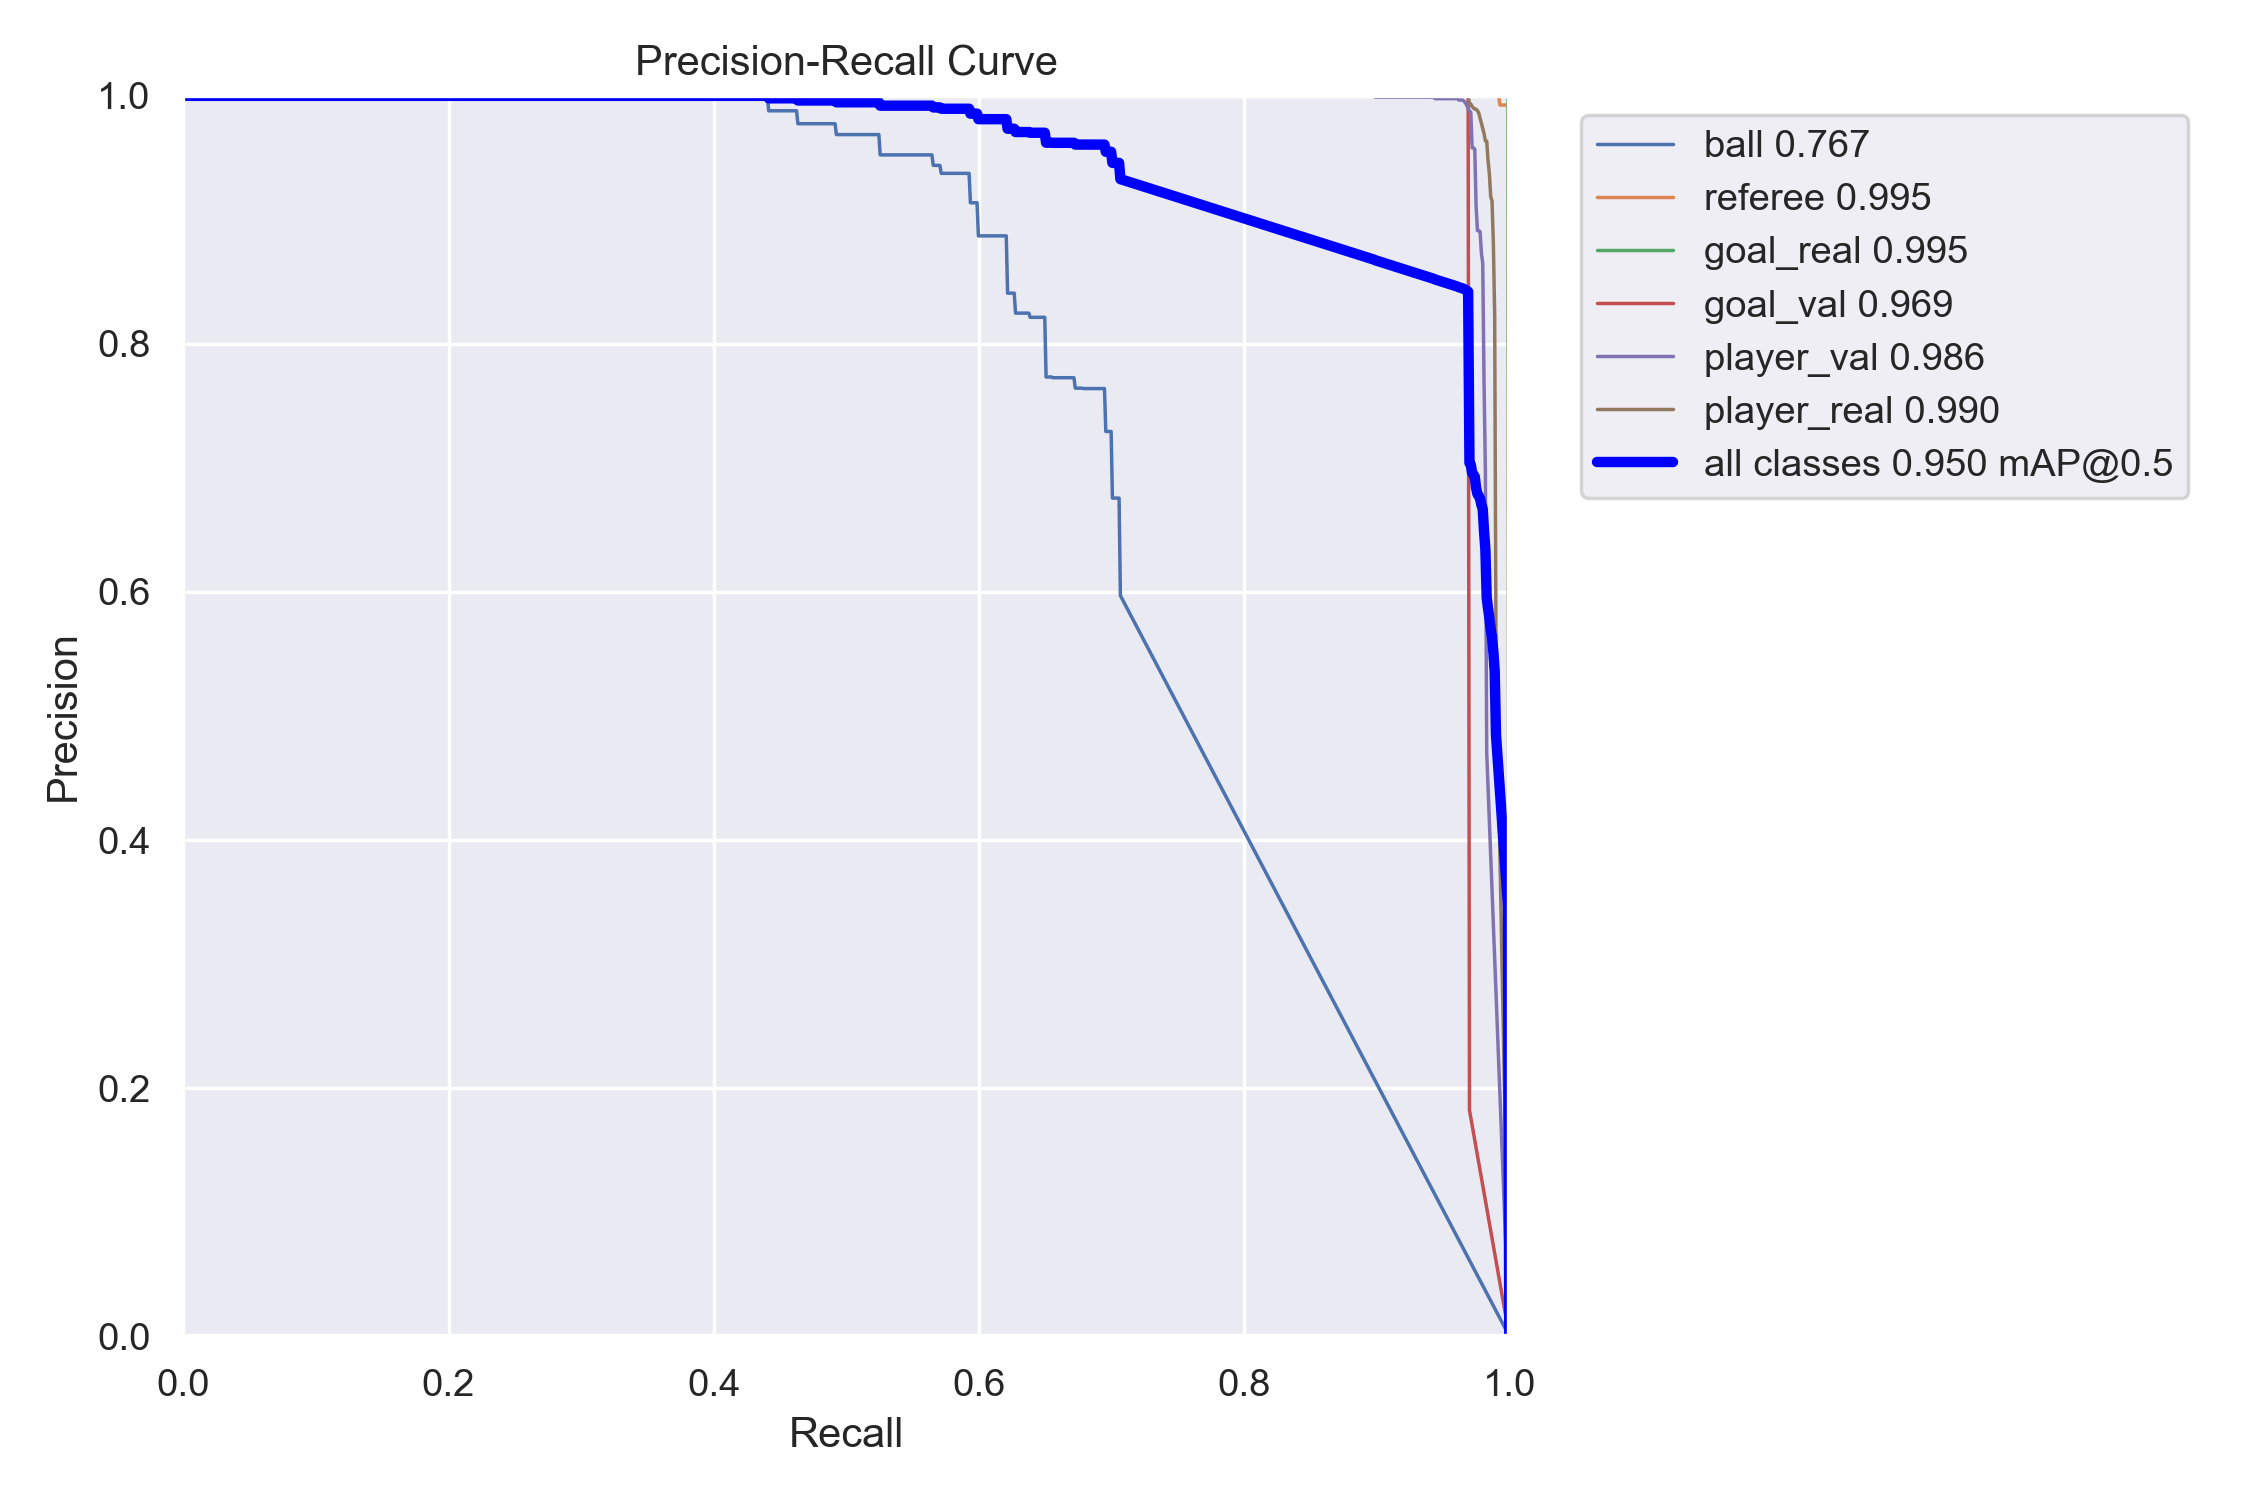 Precision-Recall Curve
1.0
0.8
0.6
0.4
0.2
0.0
Precision
0.0 0.2 0.4 0.6 0.8 1.0
Recall
ball 0.767
referee 0.995
goal_real 0.995
goal_val 0.969
player_val 0.986
player_real 0.990
all classes 0.950 mAP@0.5